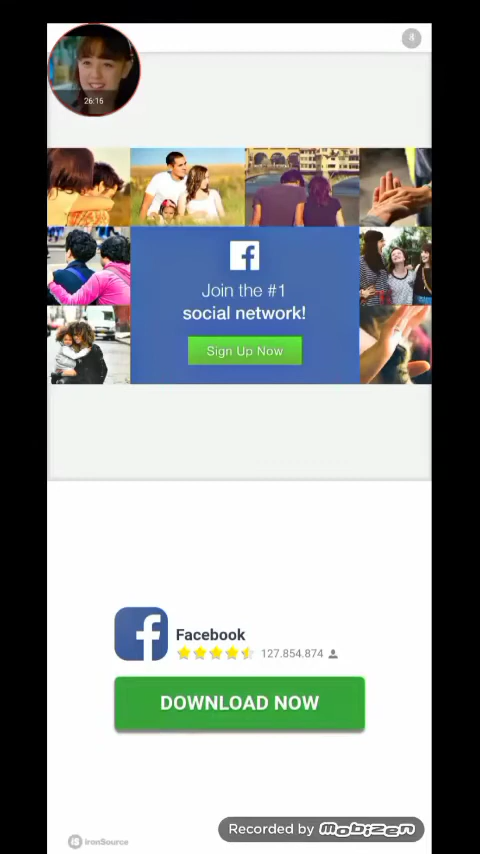 26:15
Join the #1
social network!
Sign Up Now
Facebook
127.854.874
DOWNLOAD NOW
Recorded by MOBIZEN
ironSource